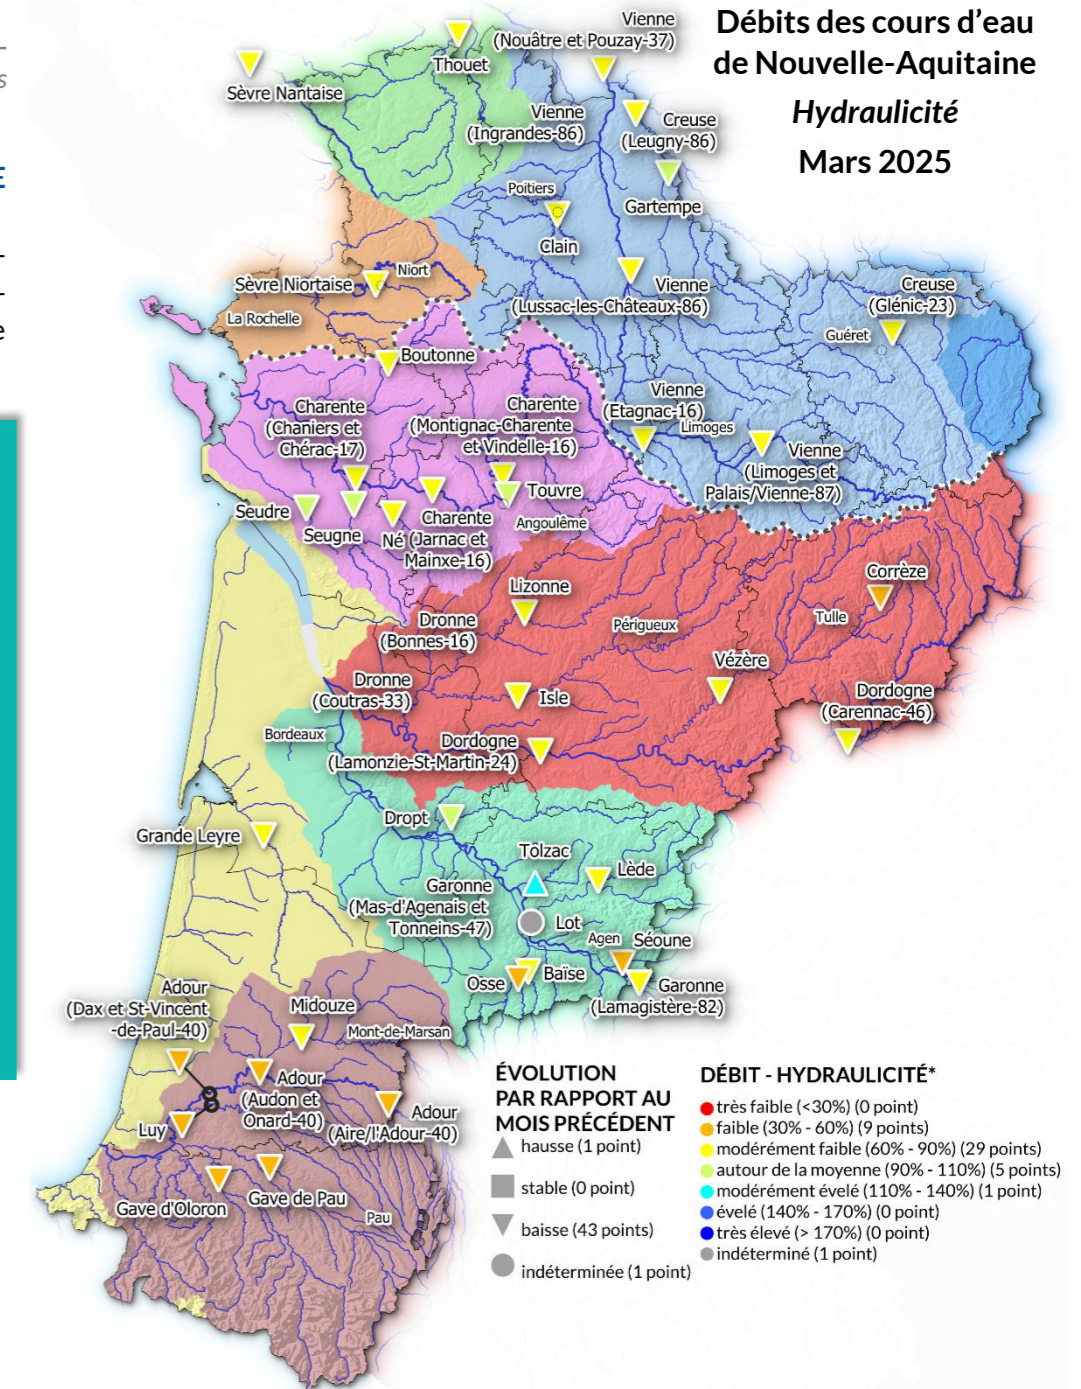 Débits des cours d'eau
de Nouvelle-Aquitaine
Hydraulicité
Mars 2025
s
E
e
Vienne
(Nouâtre et Pouzay-37)
Thouet
Sèvre Nantaise
Vienne
(Ingrandes-86)
Creuse
(Leugny-86)
Poitiers
Gartempe
Clain
Niort
Sèvre Niortaise
Vienne
(Lussac-les-Châteaux-86)
Creuse
(Glénic-23)
La Rochelle
Guéret
Boutonne
Charente
(Chaniers et
Chérac-17)
Charente
(Montignac-Charente
et Vindelle-16)
Vienne
(Etagnac-16)
Limoges
Vienne
(Limoges et
Palais/Vienne-87)
Touvre
Seudre
Seugne
Né
Charente
(Jarnac et
Mainxe-16)
Angoulême
Corrèze
Lizonne
Dronne
(Bonnes-16)
Périgueux
Tulle
Vézère
Dronne
(Coutras-33)
Isle
Dordogne
(Carennac-46)
Bordeaux
Dordogne
(Lamonzie-St-Martin-24)
Dropt
Grande Leyre
Tolzac
Lède
Garonne
(Mas-d'Agenais et
Tonneins-47)
Lot
Agen
Séoune
Osse
Baïse
Garonne
(Lamagistère-82)
Adour
(Dax et St-Vincent
-de-Paul-40)
Midouze
Mont-de-Marsan
Adour
(Audon et
Onard-40)
Adour
(Aire/l'Adour-40)
Luy
Gave d'Oloron
Gave de Pau
Pau
ÉVOLUTION
PAR RAPPORT AU
MOIS PRÉCÉDENT
hausse (1 point)
stable (0 point)
baisse (43 points)
indéterminée (1 point)
DÉBIT - HYDRAULICITÉ*
très faible (<30%) (0 point)
faible (30% - 60%) (9 points)
modérément faible (60% - 90%) (29 points)
autour de la moyenne (90% - 110%) (5 points)
modérément évelé (110% - 140%) (1 point)
évelé (140% - 170%) (0 point)
très élevé (> 170%) (0 point)
indéterminé (1 point)